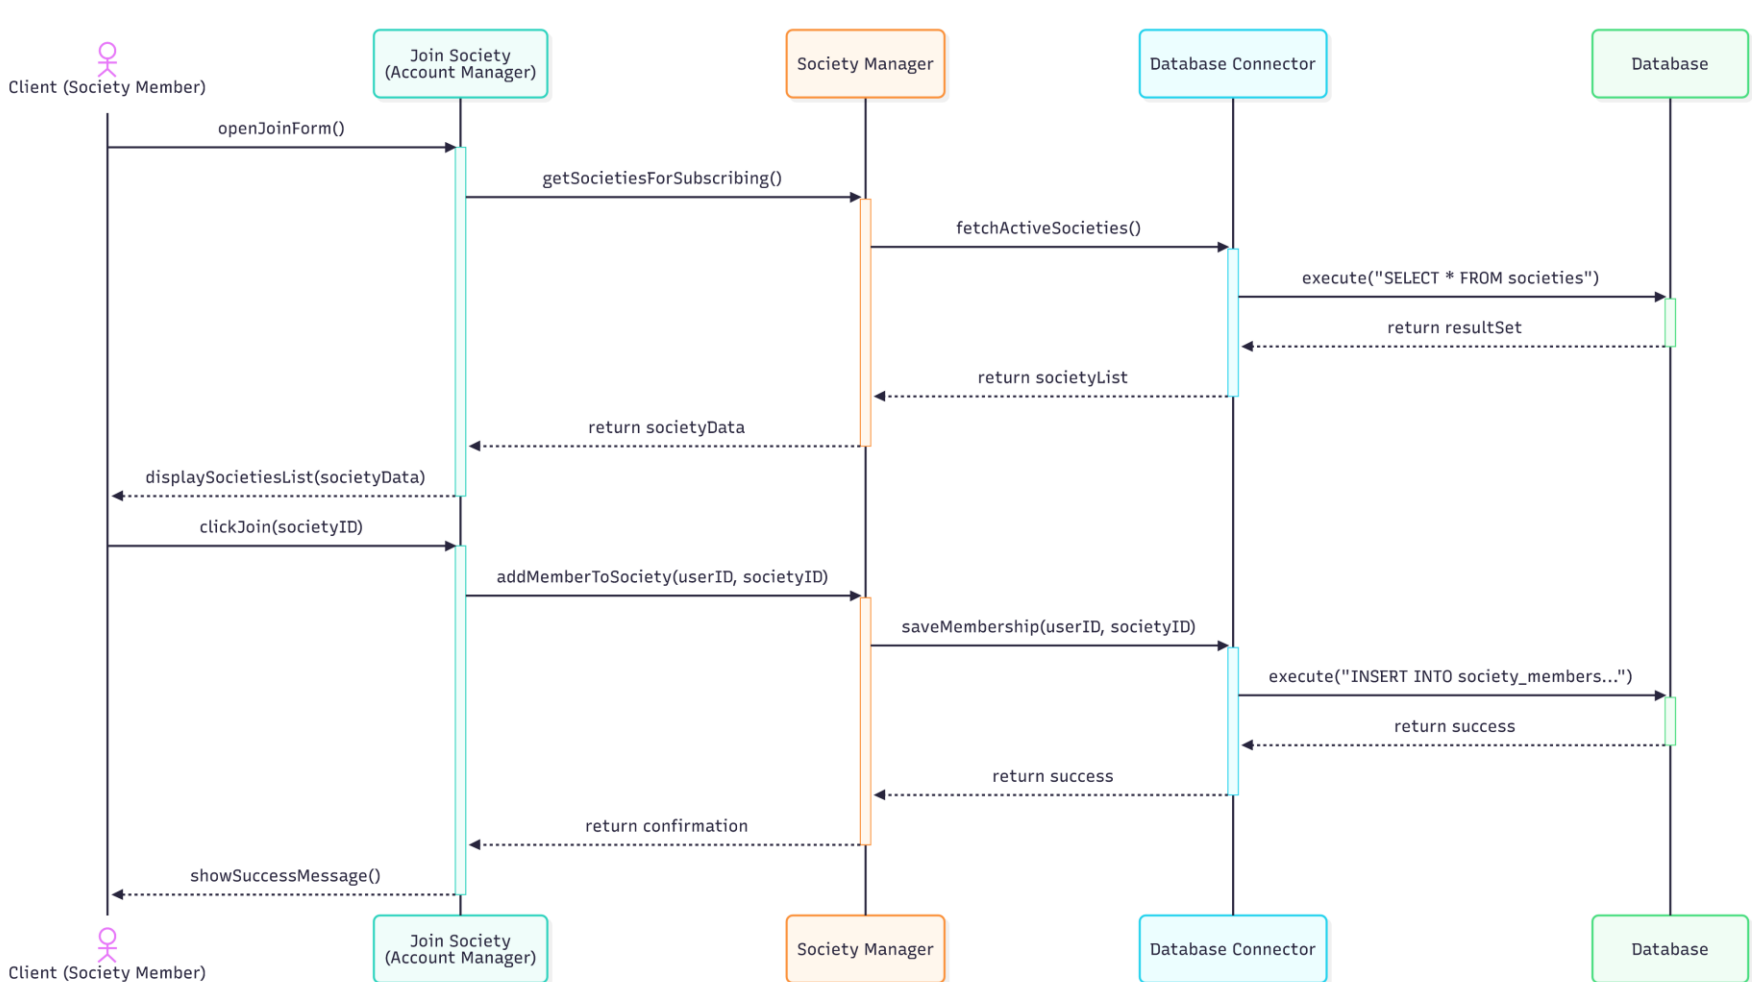 Client (Society Member)
Join Society
(Account Manager)
Society Manager
Database Connector
Database
openJoinForm()
getSocietiesForSubscribing()
fetchActiveSocieties()
execute("SELECT * FROM societies")
return resultSet
return societyList
return societyData
displaySocietiesList(societyData)
clickJoin(societyID)
addMemberToSociety(userID, societyID)
saveMembership(userID, societyID)
execute("INSERT INTO society_members...")
return success
return success
return confirmation
showSuccessMessage()
Client (Society Member)
Join Society
(Account Manager)
Society Manager
Database Connector
Database